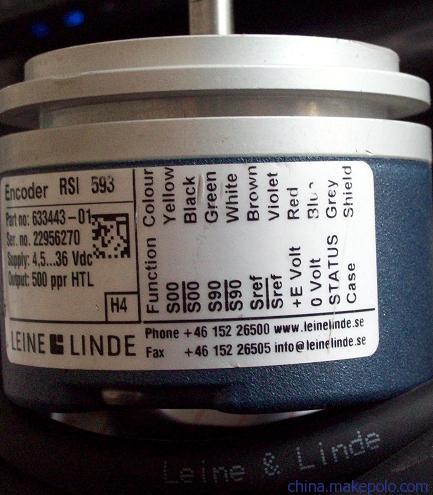 Encoder RSI 593
Part no: 633443-01
Ser. no: 22956270
Supply: 4,5...36 Vdc
Output: 500 ppr HTL
H4
Function Colour
S00 Yellow
S00 Black
S90 Green
S90 White
Sref Brown
Sref Violet
+E Volt Red
0 Volt
STATUS Grey
Case Shield
LEINE LINDE
Phone +46 152 26500 www.leinelinde.se
Fax +46 152 26505 info@leinelinde.se
Leine & Linde
china.makepolo.com